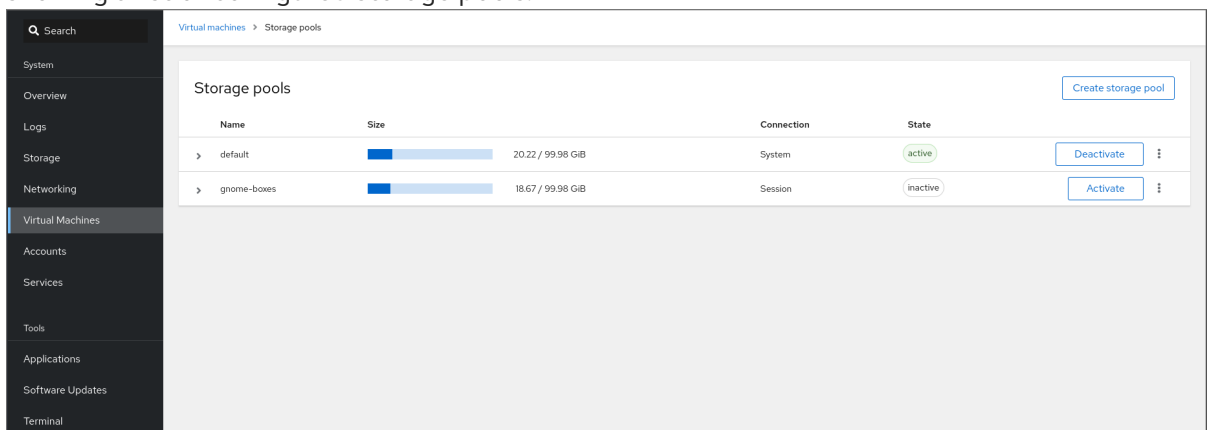 Search
Virtual machines > Storage pools
System
Overview
Logs
Storage
Networking
Virtual Machines
Accounts
Services
Tools
Applications
Software Updates
Terminal
Storage pools
Create storage pool
Name Size Connection State
default 20.22 / 99.98 GiB System active Deactivate
gnome-boxes 18.67 / 99.98 GiB Session inactive Activate